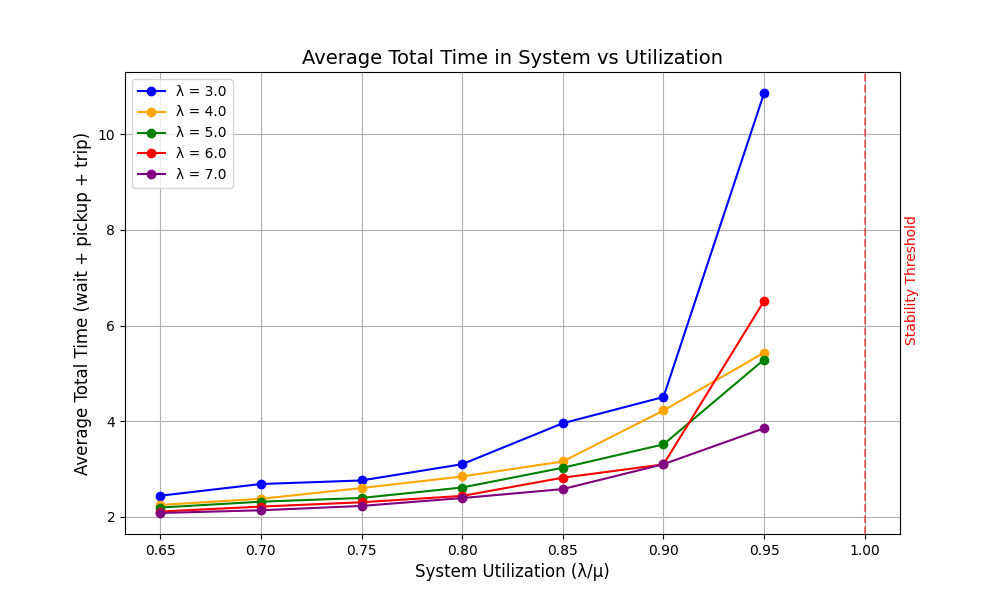 Average Total Time in System vs Utilization
λ = 3.0
λ = 4.0
λ = 5.0
λ = 6.0
λ = 7.0
Average Total Time (wait + pickup + trip)
10
8
6
4
2
Stability Threshold
0.65
0.70
0.75
0.80
0.85
0.90
0.95
1.00
System Utilization (λ/μ)